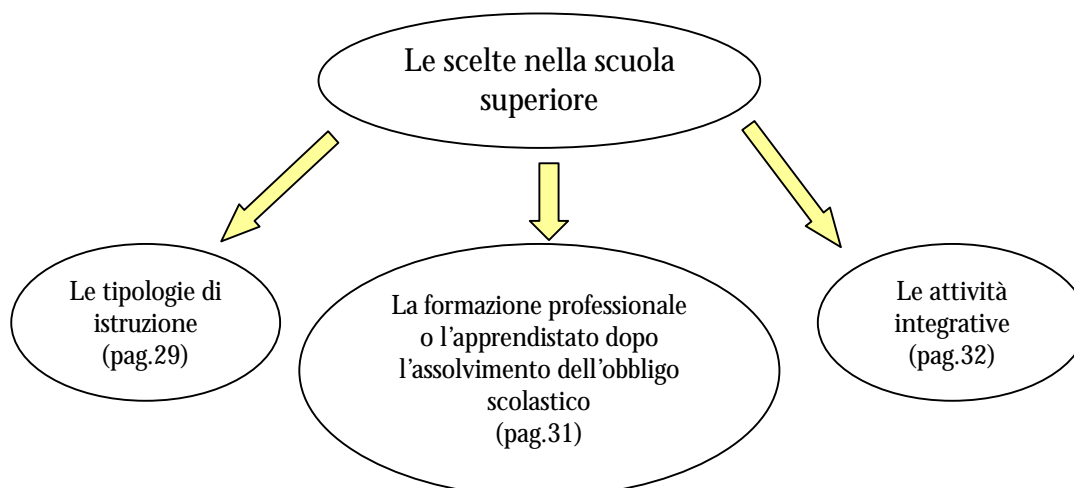 Le scelte nella scuola
superiore
Le tipologie di
istruzione
(pag.29)
La formazione professionale
o l'apprendistato dopo
l'assolvimento dell'obbligo
scolastico
(pag.31)
Le attività
integrative
(pag.32)